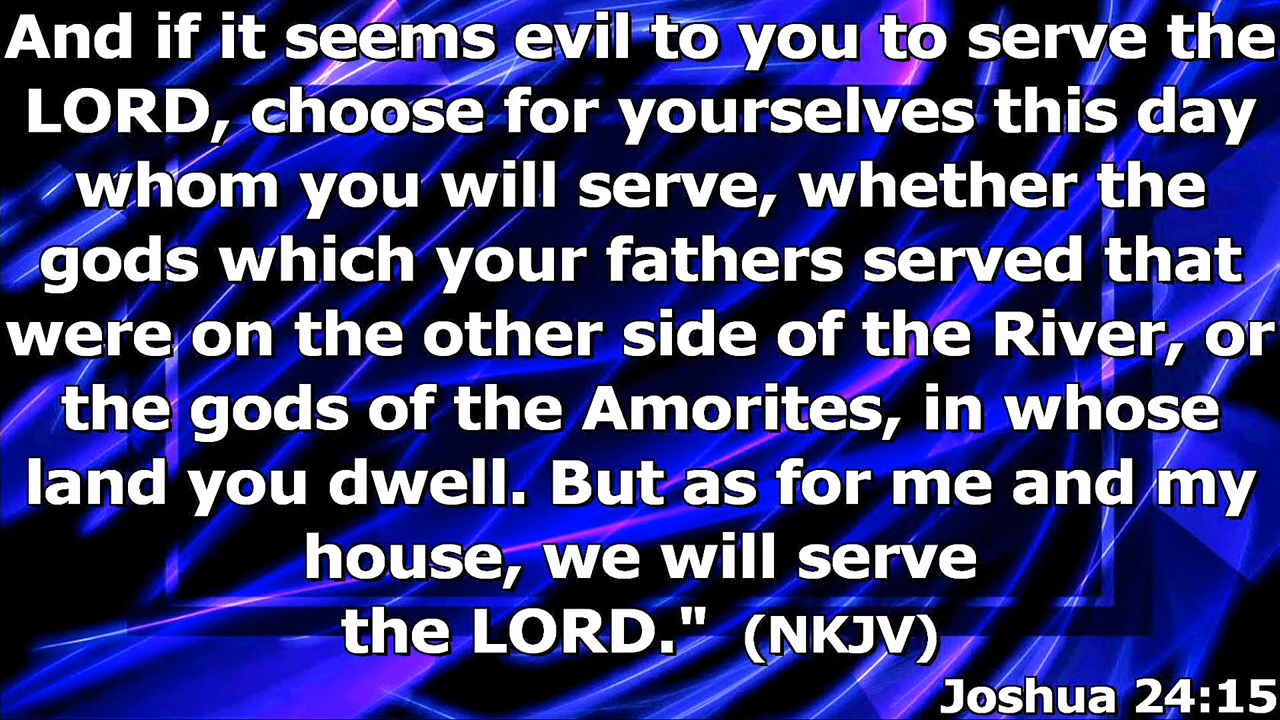 And if it seems evil to you to serve the
LORD, choose for yourselves this day
whom you will serve, whether the
gods which your fathers served that
were on the other side of the River, or
the gods of the Amorites, in whose
land you dwell. But as for me and my
house, we will serve
the LORD." (NKJV)
Joshua 24:15